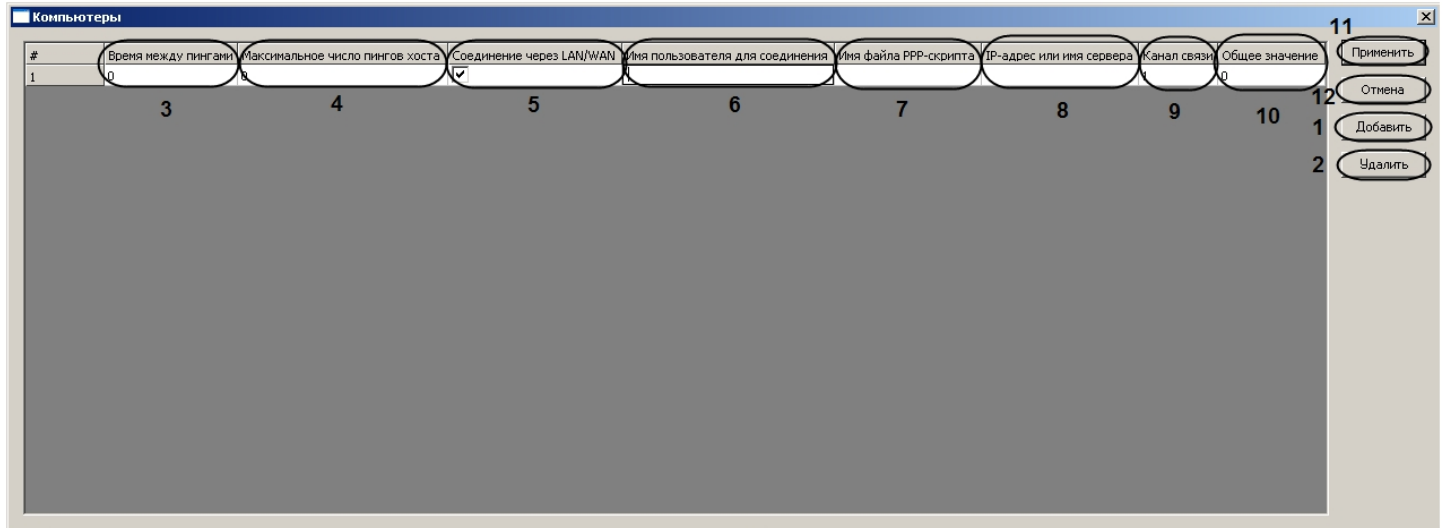 Компьютеры
11
# Время между пингами Максимальное число пингов хоста Соединение через LAN/WAN Имя пользователя для соединения Имя файла PPP-скрипта IP-адрес или имя сервера Канал связи Общее значение Применить
1 0 0 1 0
Отмена
3 4 5 6 7 8 9 10 12
1 Добавить
2 Удалить